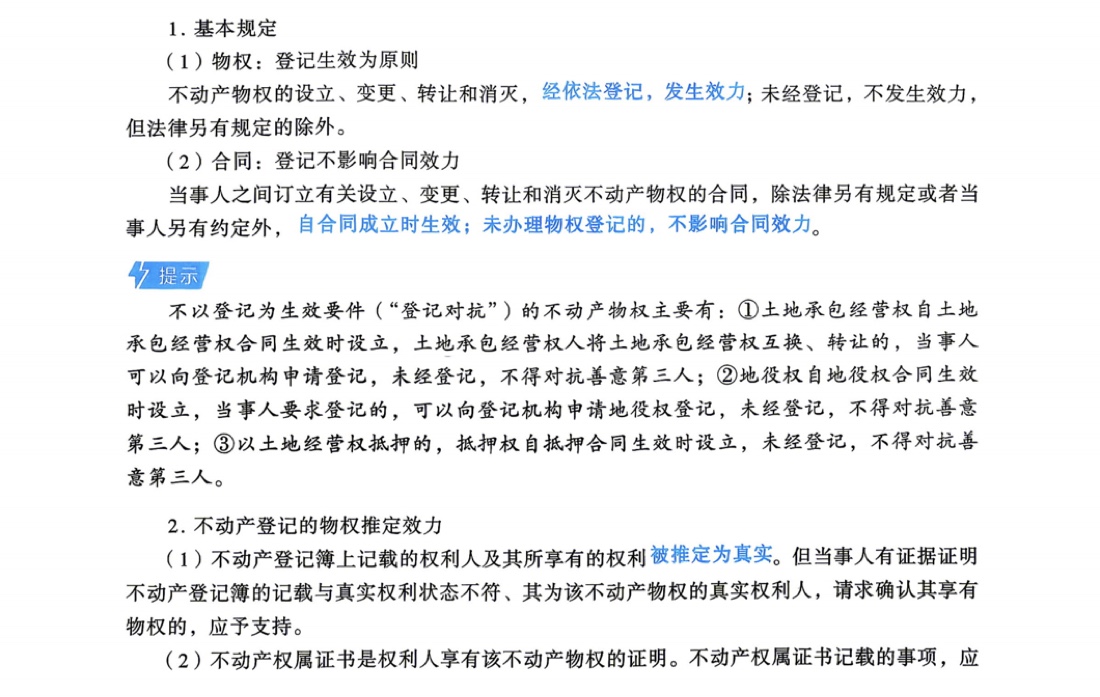 1. 基本规定
（1）物权：登记生效为原则
不动产物权的设立、变更、转让和消灭，经依法登记，发生效力；未经登记，不发生效力，
但法律另有规定的除外。
（2）合同：登记不影响合同效力
当事人之间订立有关设立、变更、转让和消灭不动产物权的合同，除法律另有规定或者当
事人另有约定外，自合同成立时生效；未办理物权登记的，不影响合同效力。
提示
不以登记为生效要件（“登记对抗”）的不动产物权主要有：①土地承包经营权自土地
承包经营权合同生效时设立，土地承包经营权人将土地承包经营权互换、转让的，当事人
可以向登记机构申请登记，未经登记，不得对抗善意第三人；②地役权自地役权合同生效
时设立，当事人要求登记的，可以向登记机构申请地役权登记，未经登记，不得对抗善意
第三人；③以土地经营权抵押的，抵押权自抵押合同生效时设立，未经登记，不得对抗善
意第三人。
2. 不动产登记的物权推定效力
（1）不动产登记簿上记载的权利人及其所享有的权利被推定为真实。但当事人有证据证明
不动产登记簿的记载与真实权利状态不符、其为该不动产物权的真实权利人，请求确认其享有
物权的，应予支持。
（2）不动产权属证书是权利人享有该不动产物权的证明。不动产权属证书记载的事项，应